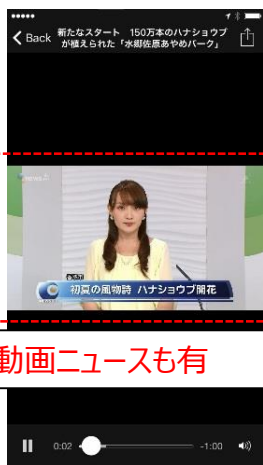 Back
新たなスタート 150万本のハナショウブ
が植えられた「水郷佐原あやめパーク」
news
初夏の風物詩 ハナショウブ開花
動画ニュースも有
0:02
-1:00